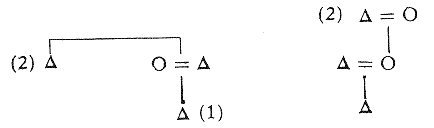 (2) Δ = O
(2) Δ O = Δ Δ = O
Δ (1) Δ